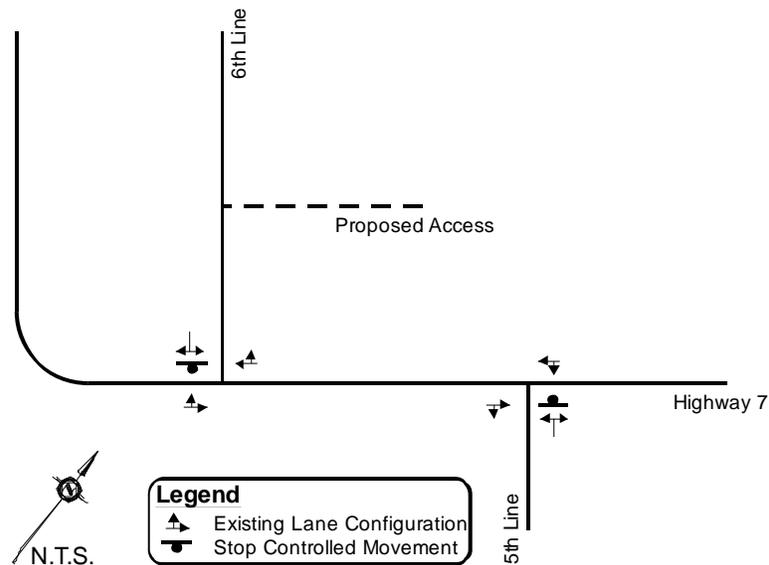 6th Line
Proposed Access
Highway 7
Legend
Existing Lane Configuration
Stop Controlled Movement
5th Line
N
N.T.S.